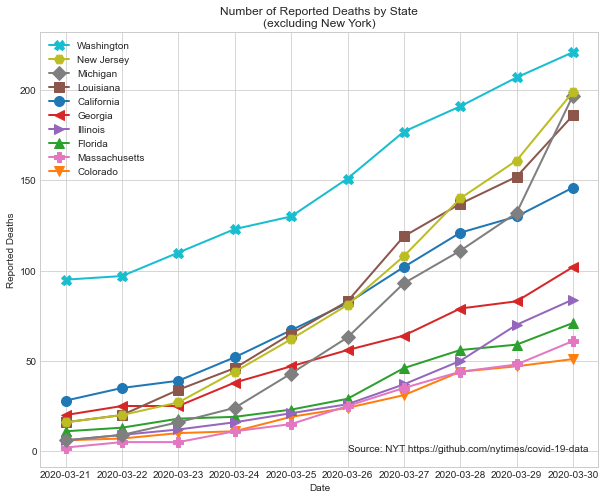 Number of Reported Deaths by State
(excluding New York)
Washington
New Jersey
Michigan
Louisiana
California
Georgia
Illinois
Florida
Massachusetts
Colorado
200
150
100
50
0
Reported Deaths
Source: NYT https://github.com/nytimes/covid-19-data
2020-03-21 2020-03-22 2020-03-23 2020-03-24 2020-03-25 2020-03-26 2020-03-27 2020-03-28 2020-03-29 2020-03-30
Date